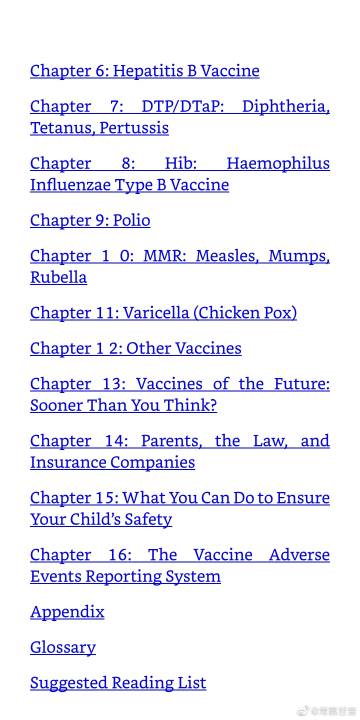 Chapter 6: Hepatitis B Vaccine
Chapter 7: DTP/DTaP: Diphtheria,
Tetanus, Pertussis
Chapter 8: Hib: Haemophilus
Influenzae Type B Vaccine
Chapter 9: Polio
Chapter 1 0: MMR: Measles, Mumps,
Rubella
Chapter 11: Varicella (Chicken Pox)
Chapter 1 2: Other Vaccines
Chapter 13: Vaccines of the Future:
Sooner Than You Think?
Chapter 14: Parents, the Law, and
Insurance Companies
Chapter 15: What You Can Do to Ensure
Your Child’s Safety
Chapter 16: The Vaccine Adverse
Events Reporting System
Appendix
Glossary
Suggested Reading List